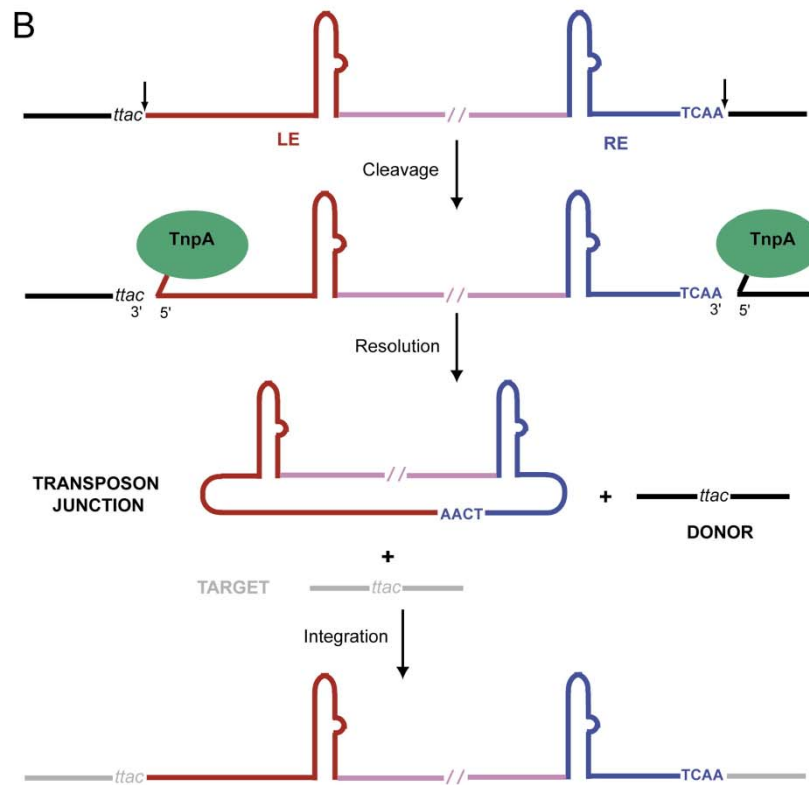 B
ttac TCAA
LE RE
Cleavage
TnpA TnpA
ttac TCAA
3' 5' 3' 5'
Resolution
TRANSPOSON
JUNCTION
AACT
+
ttac
DONOR
+
TARGET ttac
Integration
ttac TCAA